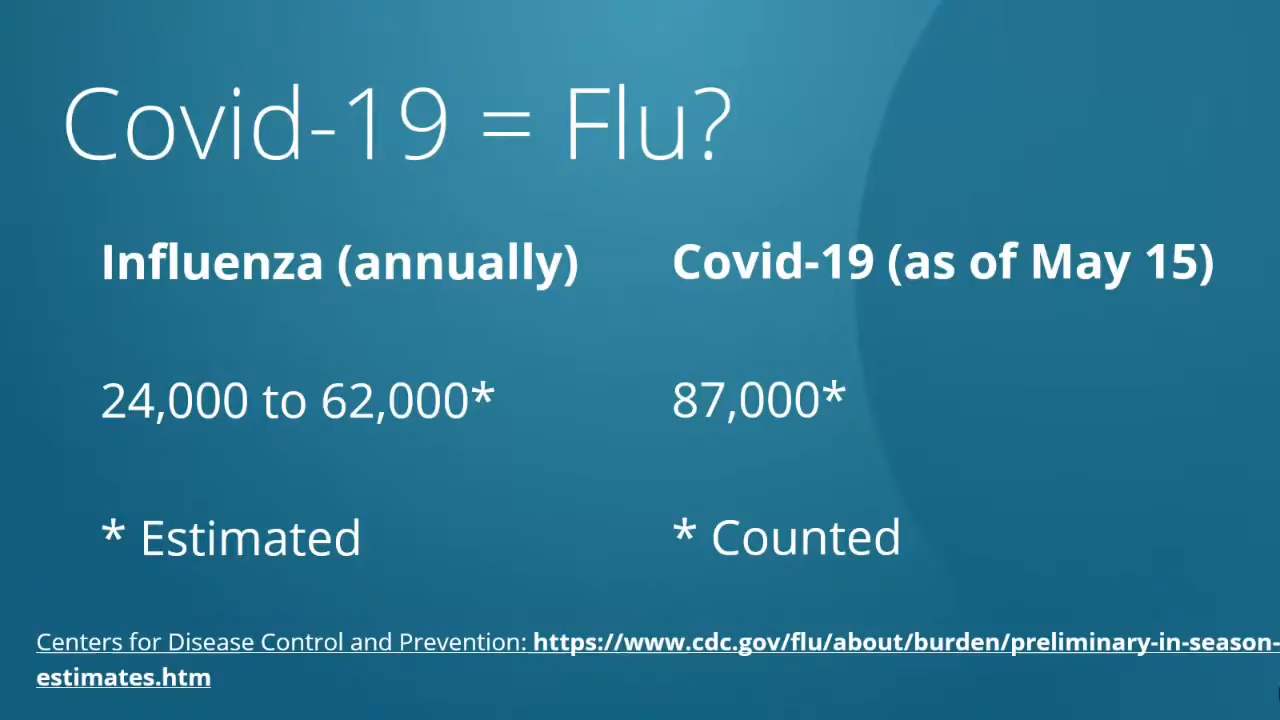 Covid-19 = Flu?
Influenza (annually)
Covid-19 (as of May 15)
24,000 to 62,000*
87,000*
* Estimated
* Counted
Centers for Disease Control and Prevention: https://www.cdc.gov/flu/about/burden/preliminary-in-season-
estimates.htm